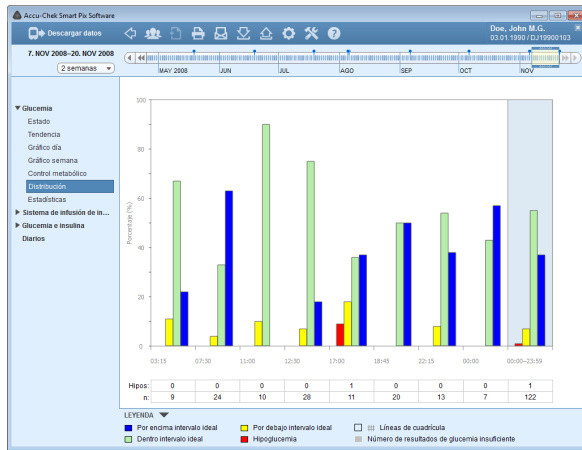 Accu-Chek Smart Pix Software
Descargar datos
Doe, John M.G.
03.01.1990 / DJ19900103
7. NOV 2008–20. NOV 2008
2 semanas
MAY 2008 JUN JUL AGO SEP OCT NOV
Glucemia
Estado
Tendencia
Gráfico día
Gráfico semana
Control metabólico
Distribución
Estadísticas
Sistema de infusión de in...
Glucemia e insulina
Diarios
Porcentaje (%)
100
80
60
40
20
0
03:15 07:30 11:00 12:30 17:00 18:45 22:15 00:00 00:00–23:59
Hipos: 0 0 0 0 1 0 0 0 1
n: 9 24 10 28 11 20 13 7 122
LEYENDA
Por encima intervalo ideal Por debajo intervalo ideal Líneas de cuadrícula
Dentro intervalo ideal Hipoglucemia Número de resultados de glucemia insuficiente